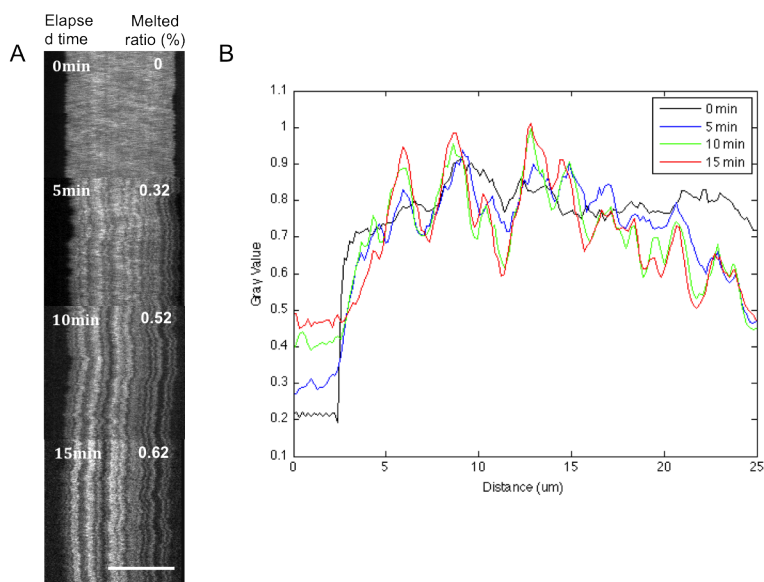 Elapse
d time
Melted
ratio (%)
A
B
0min
0
5min
0.32
10min
0.52
15min
0.62
1.1
1
0.9
0.8
0.7
0.6
0.5
0.4
0.3
0.2
0.1
0
5
10
15
20
25
Gray Value
Distance (um)
0 min
5 min
10 min
15 min